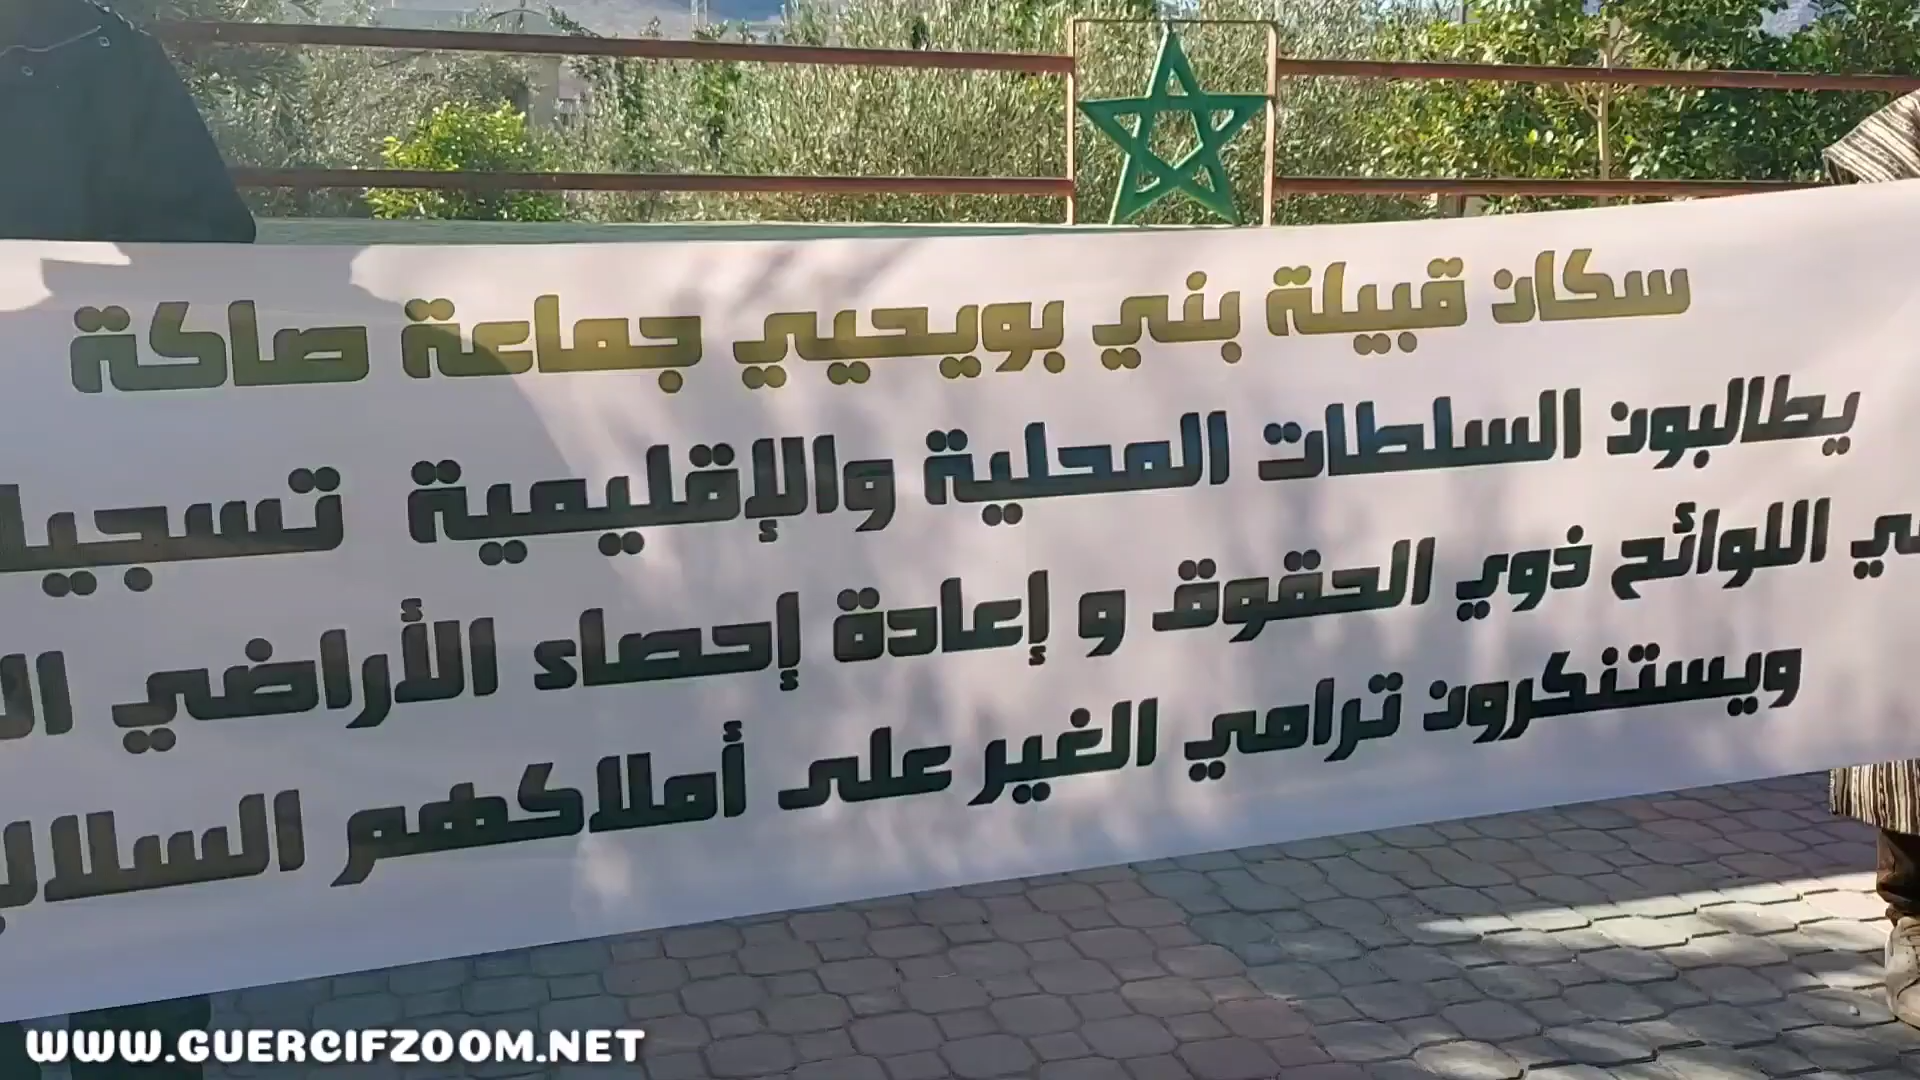 سكان قبيلة بني بويحيي جماعة صاكة
يطالبون السلطات المحلية والإقليمية
اللوائح ذوي الحقوق و إعادة إحصاء الأراضي
ويستنكرون ترامي الغير على أملاكهم
WWW.GUERCIFZOOM.NET